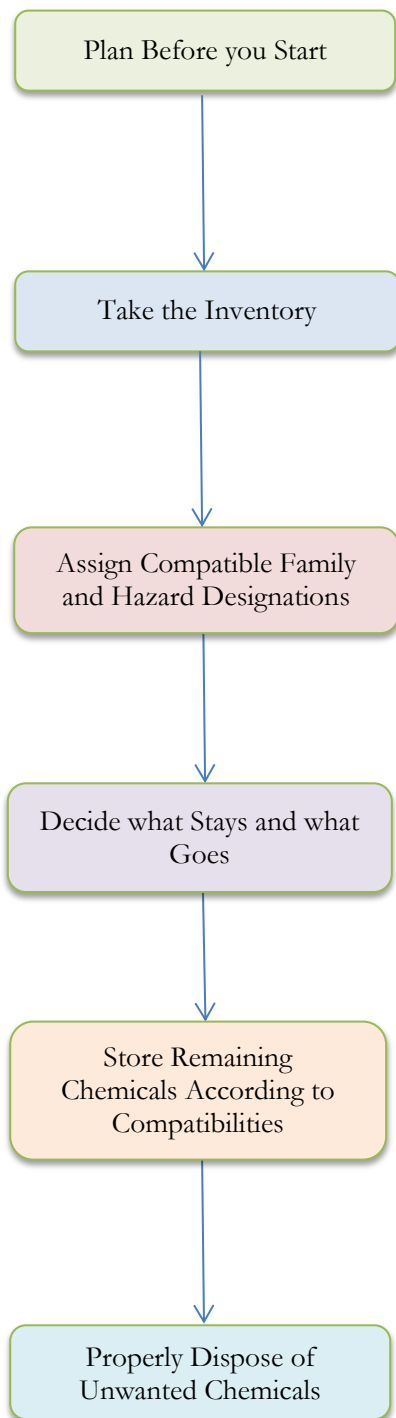 Plan Before you Start
Take the Inventory
Assign Compatible Family
and Hazard Designations
Decide what Stays and what
Goes
Store Remaining
Chemicals According to
Compatibilities
Properly Dispose of
Unwanted Chemicals